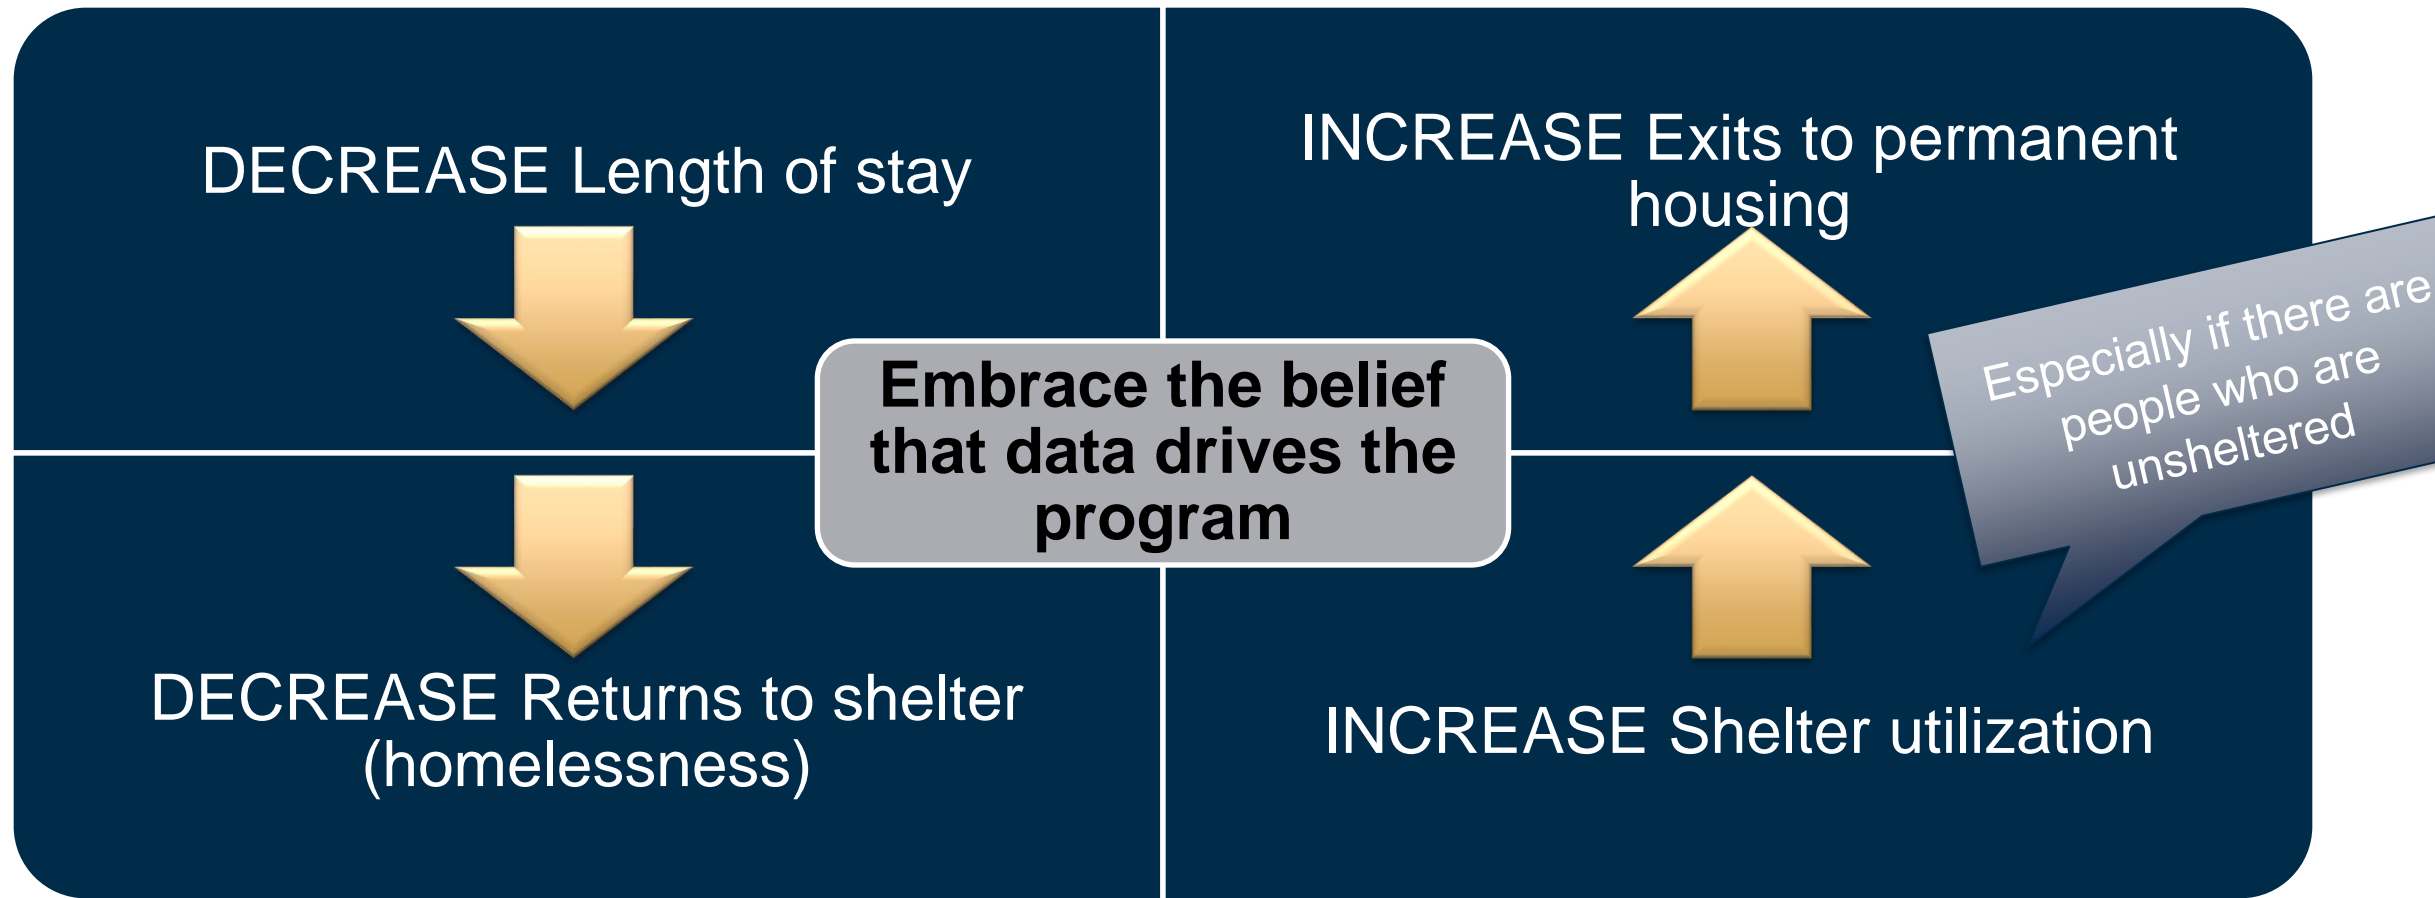 DECREASE Length of stay
INCREASE Exits to permanent
housing
Especially if there are
people who are
unsheltered
Embrace the belief
that data drives the
program
DECREASE Returns to shelter
(homelessness)
INCREASE Shelter utilization